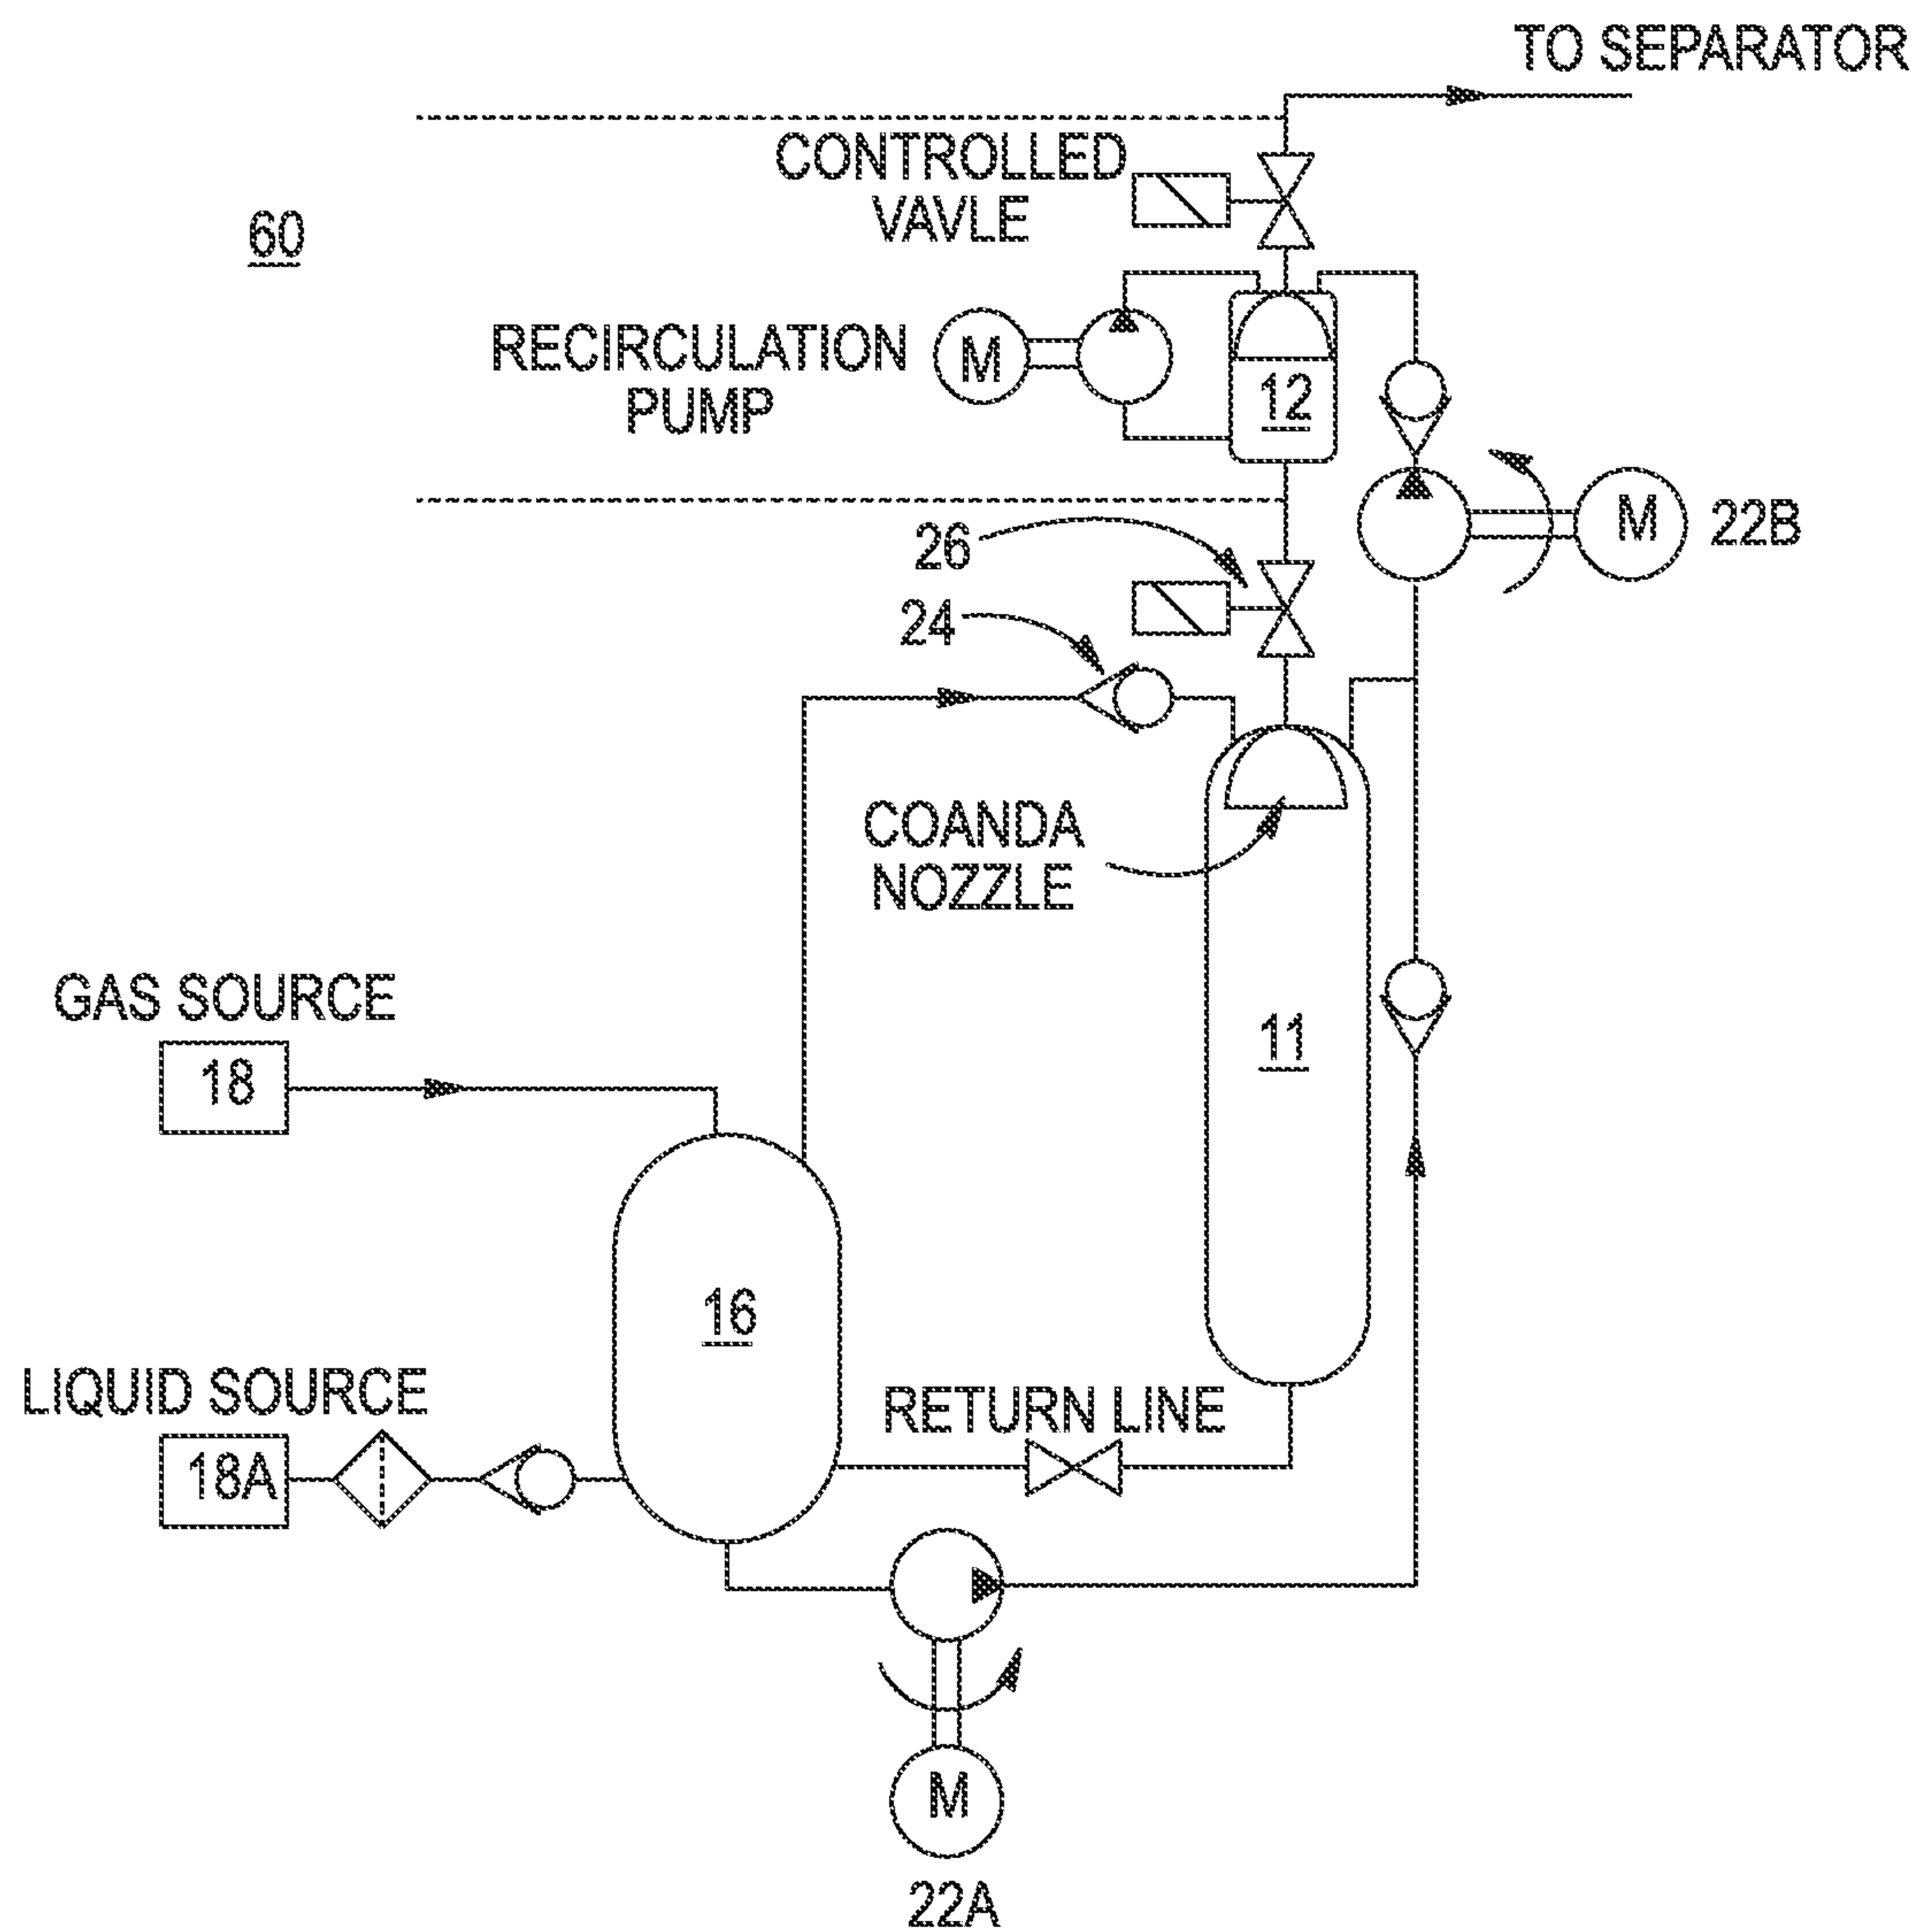 TO SEPARATOR
CONTROLLED
VAVLE
60
RECIRCULATION
PUMP
M
12
M
22B
26
24
COANDA
NOZZLE
GAS SOURCE
18
11
16
LIQUID SOURCE
18A
RETURN LINE
M
22A